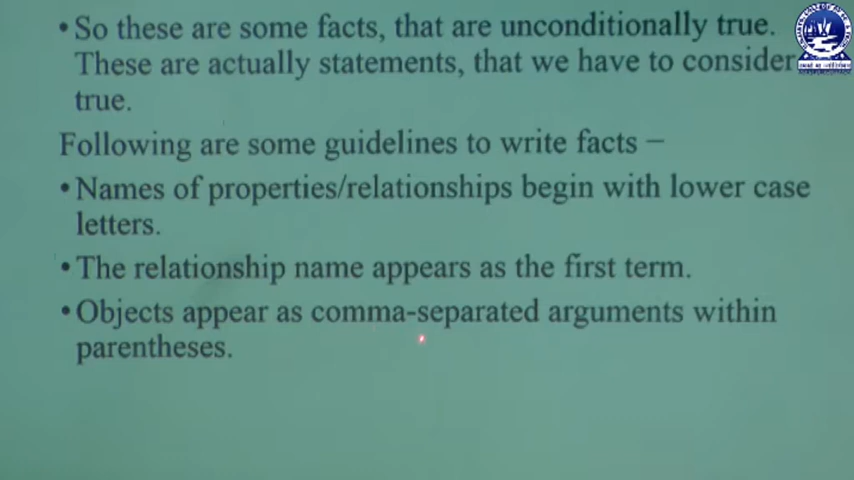 •So these are some facts, that are unconditionally true.
These are actually statements, that we have to consider
true.
Following are some guidelines to write facts −
•Names of properties/relationships begin with lower case
letters.
•The relationship name appears as the first term.
•Objects appear as comma-separated arguments within
parentheses.